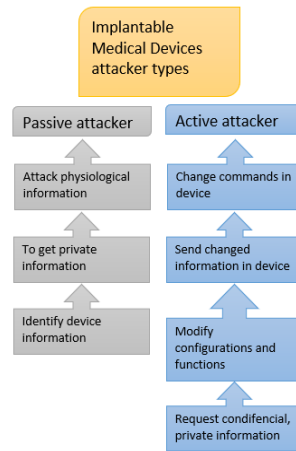 Implantable
Medical Devices
attacker types
Passive attacker
Attack physiological
information
To get private
information
Identify device
information
Active attacker
Change commands in
device
Send changed
information in device
Modify
configurations and
functions
Request condifencial,
private information